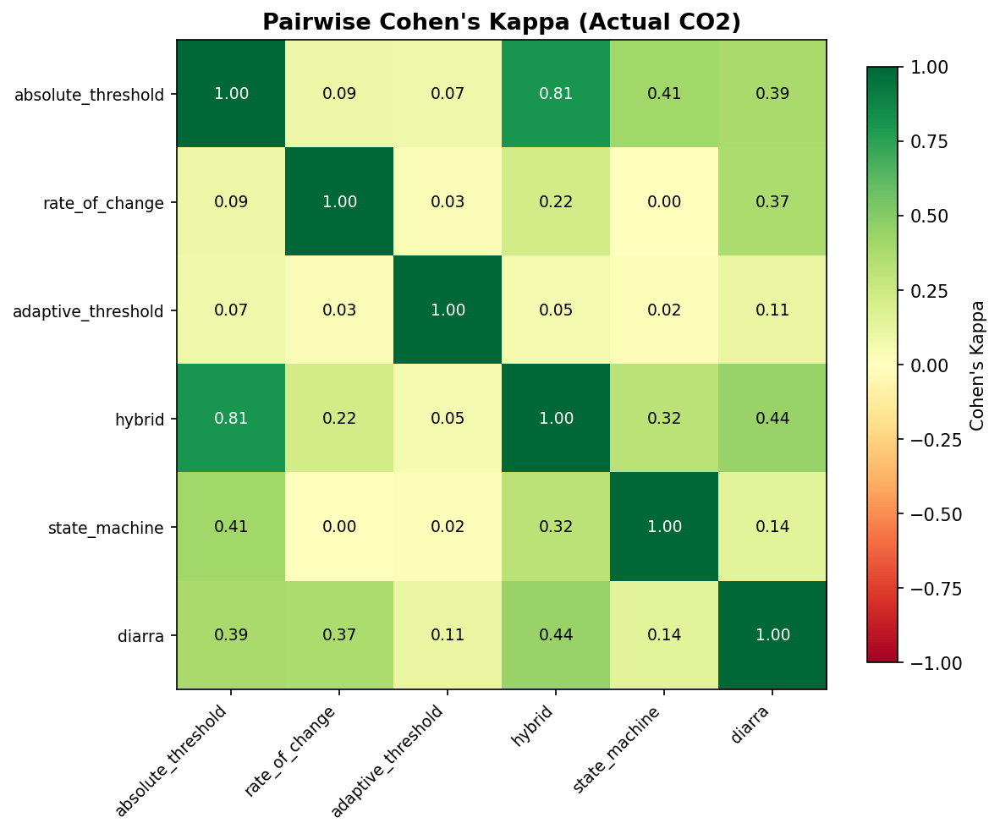 Pairwise Cohen's Kappa (Actual CO2)
absolute_threshold 1.00 0.09 0.07 0.81 0.41 0.39
rate_of_change 0.09 1.00 0.03 0.22 0.00 0.37
adaptive_threshold 0.07 0.03 1.00 0.05 0.02 0.11
hybrid 0.81 0.22 0.05 1.00 0.32 0.44
state_machine 0.41 0.00 0.02 0.32 1.00 0.14
diarra 0.39 0.37 0.11 0.44 0.14 1.00
absolute_threshold rate_of_change adaptive_threshold hybrid state_machine diarra
1.00
0.75
0.50
0.25
0.00
−0.25
−0.50
−0.75
−1.00
Cohen's Kappa